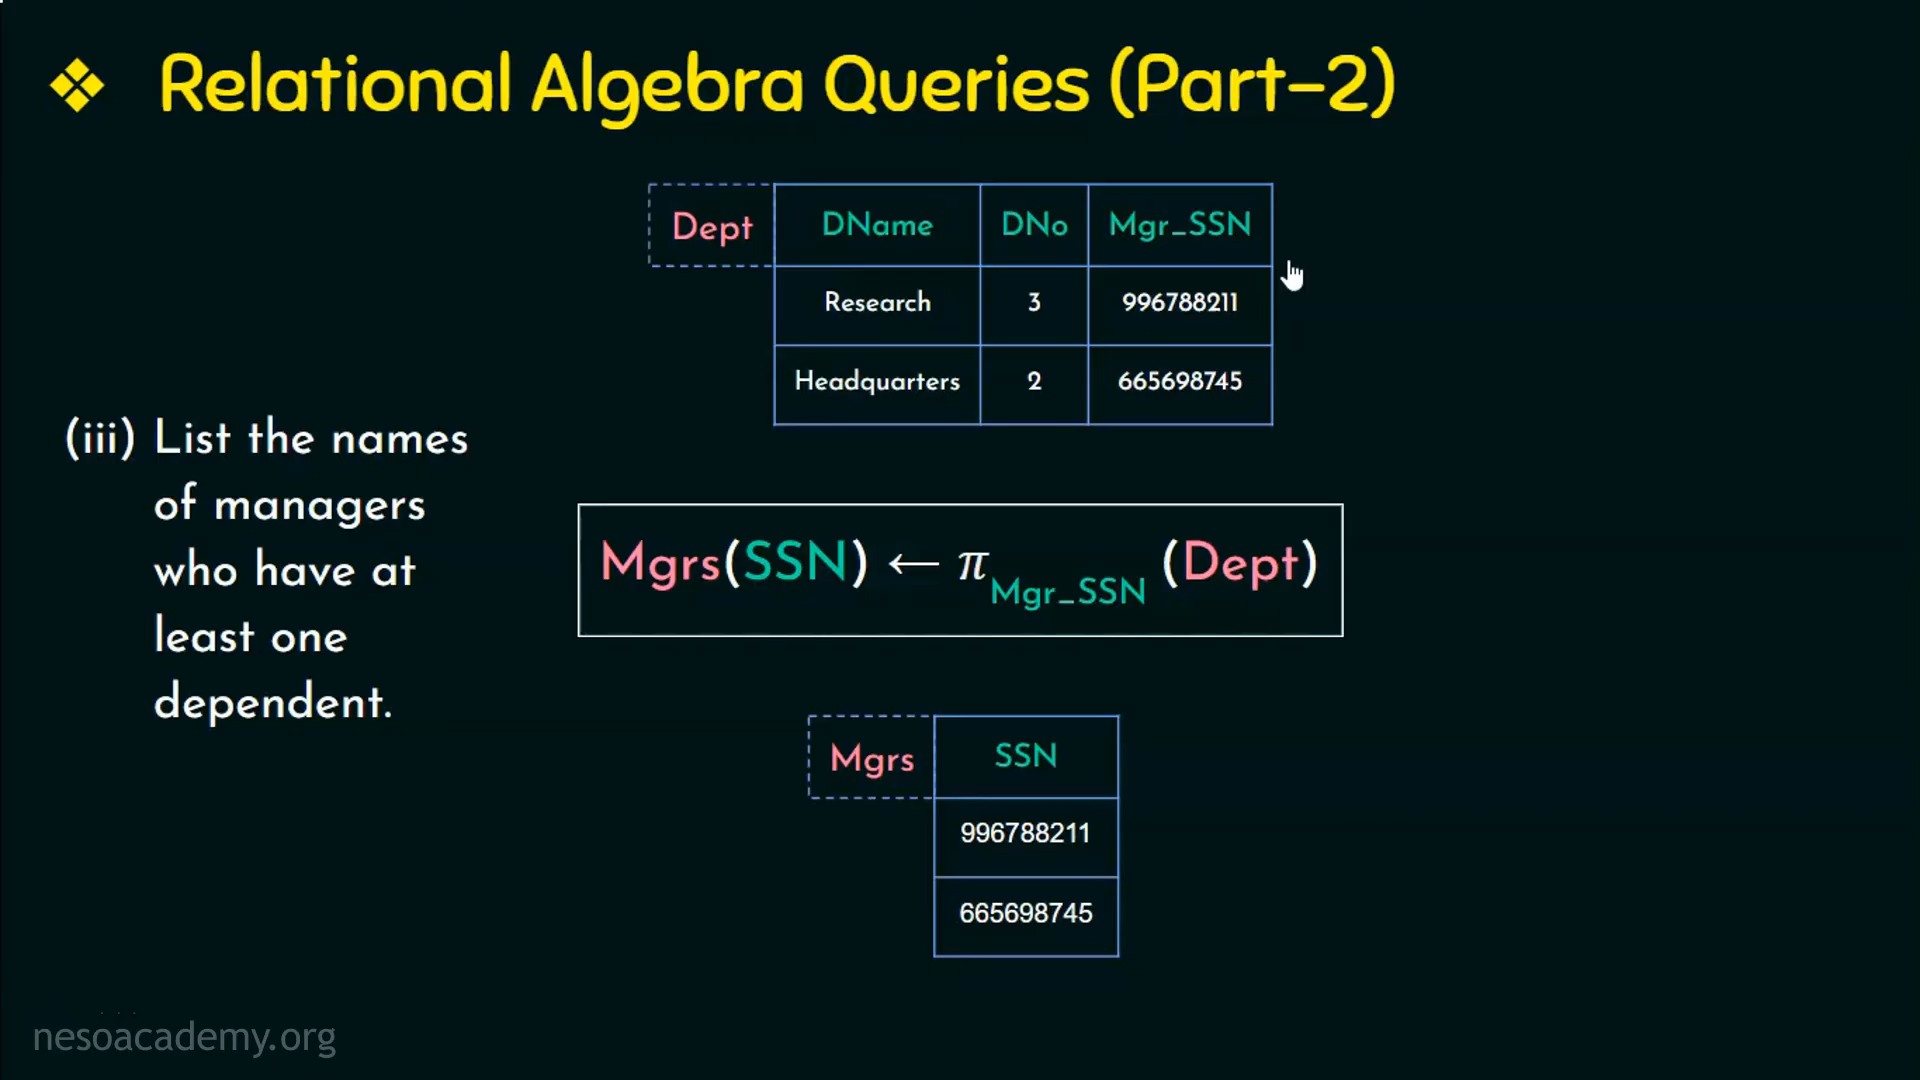 ❖ Relational Algebra Queries (Part-2)
Dept DName DNo Mgr_SSN
Research 3 996788211
Headquarters 2 665698745
(iii) List the names
of managers
who have at
least one
dependent.
Mgrs(SSN) ← π Mgr_SSN (Dept)
Mgrs SSN
996788211
665698745
nesoacademy.org